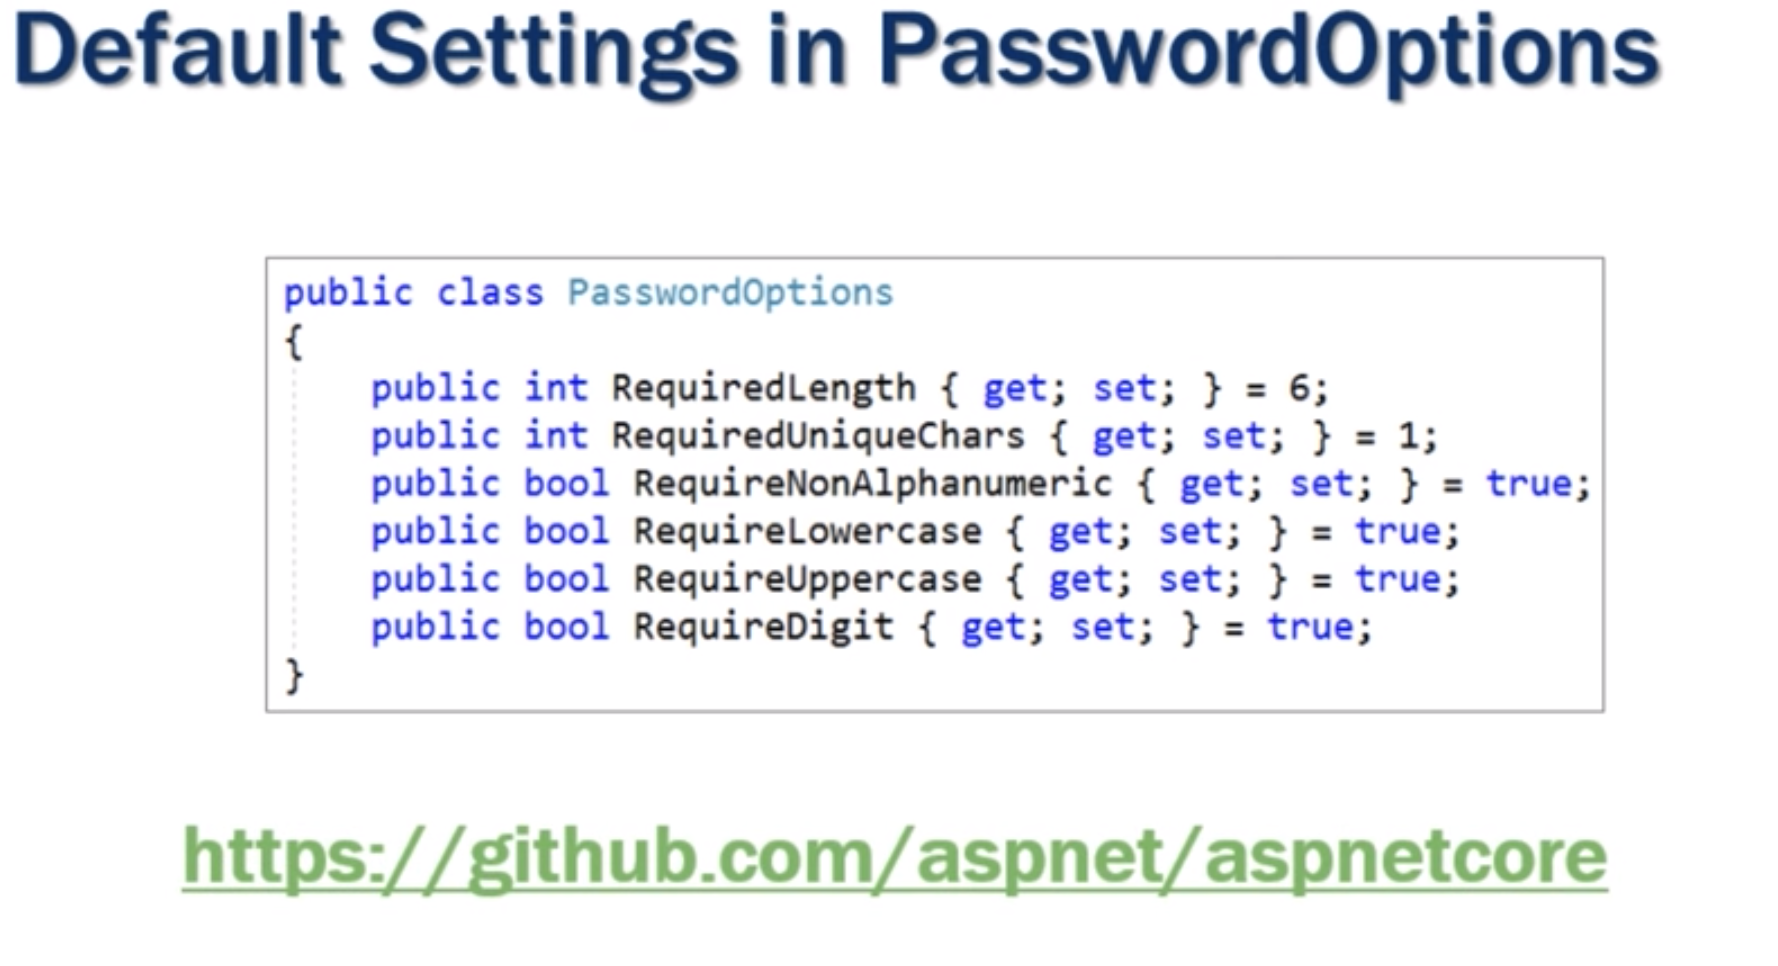 Default Settings in PasswordOptions
public class PasswordOptions
{
public int RequiredLength { get; set; } = 6;
public int RequiredUniqueChars { get; set; } = 1;
public bool RequireNonAlphanumeric { get; set; } = true;
public bool RequireLowercase { get; set; } = true;
public bool RequireUppercase { get; set; } = true;
public bool RequireDigit { get; set; } = true;
}
https://github.com/aspnet/aspnetcore